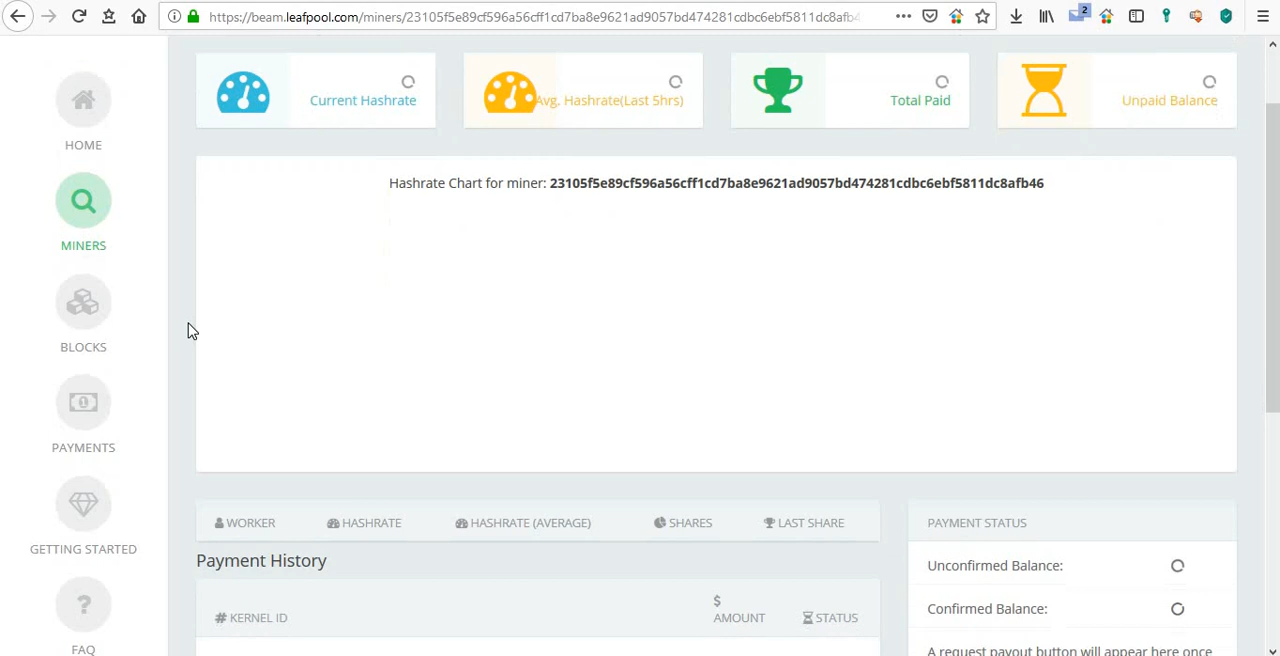 https://beam.leafpool.com/miners/23105f5e89cf596a56cff1cd7ba8e9621ad9057bd474281cdbc6ebf5811dc8afb4
2
HOME
MINERS
BLOCKS
PAYMENTS
GETTING STARTED
FAQ
Current Hashrate
Avg. Hashrate(Last 5hrs)
Total Paid
Unpaid Balance
Hashrate Chart for miner: 23105f5e89cf596a56cff1cd7ba8e9621ad9057bd474281cdbc6ebf5811dc8afb46
WORKER HASHRATE HASHRATE (AVERAGE) SHARES LAST SHARE
Payment History
# KERNEL ID $ AMOUNT STATUS
PAYMENT STATUS
Unconfirmed Balance:
Confirmed Balance:
A request payout button will appear here once